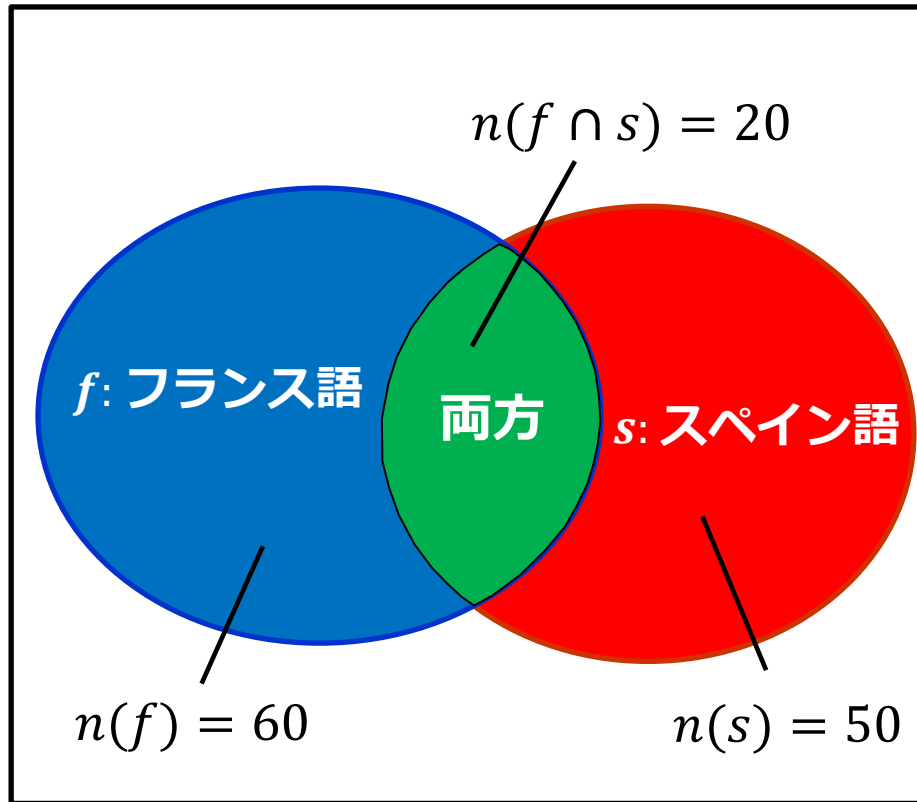 n(f ∩ s) = 20
f: フランス語
両方
s: スペイン語
n(f) = 60
n(s) = 50